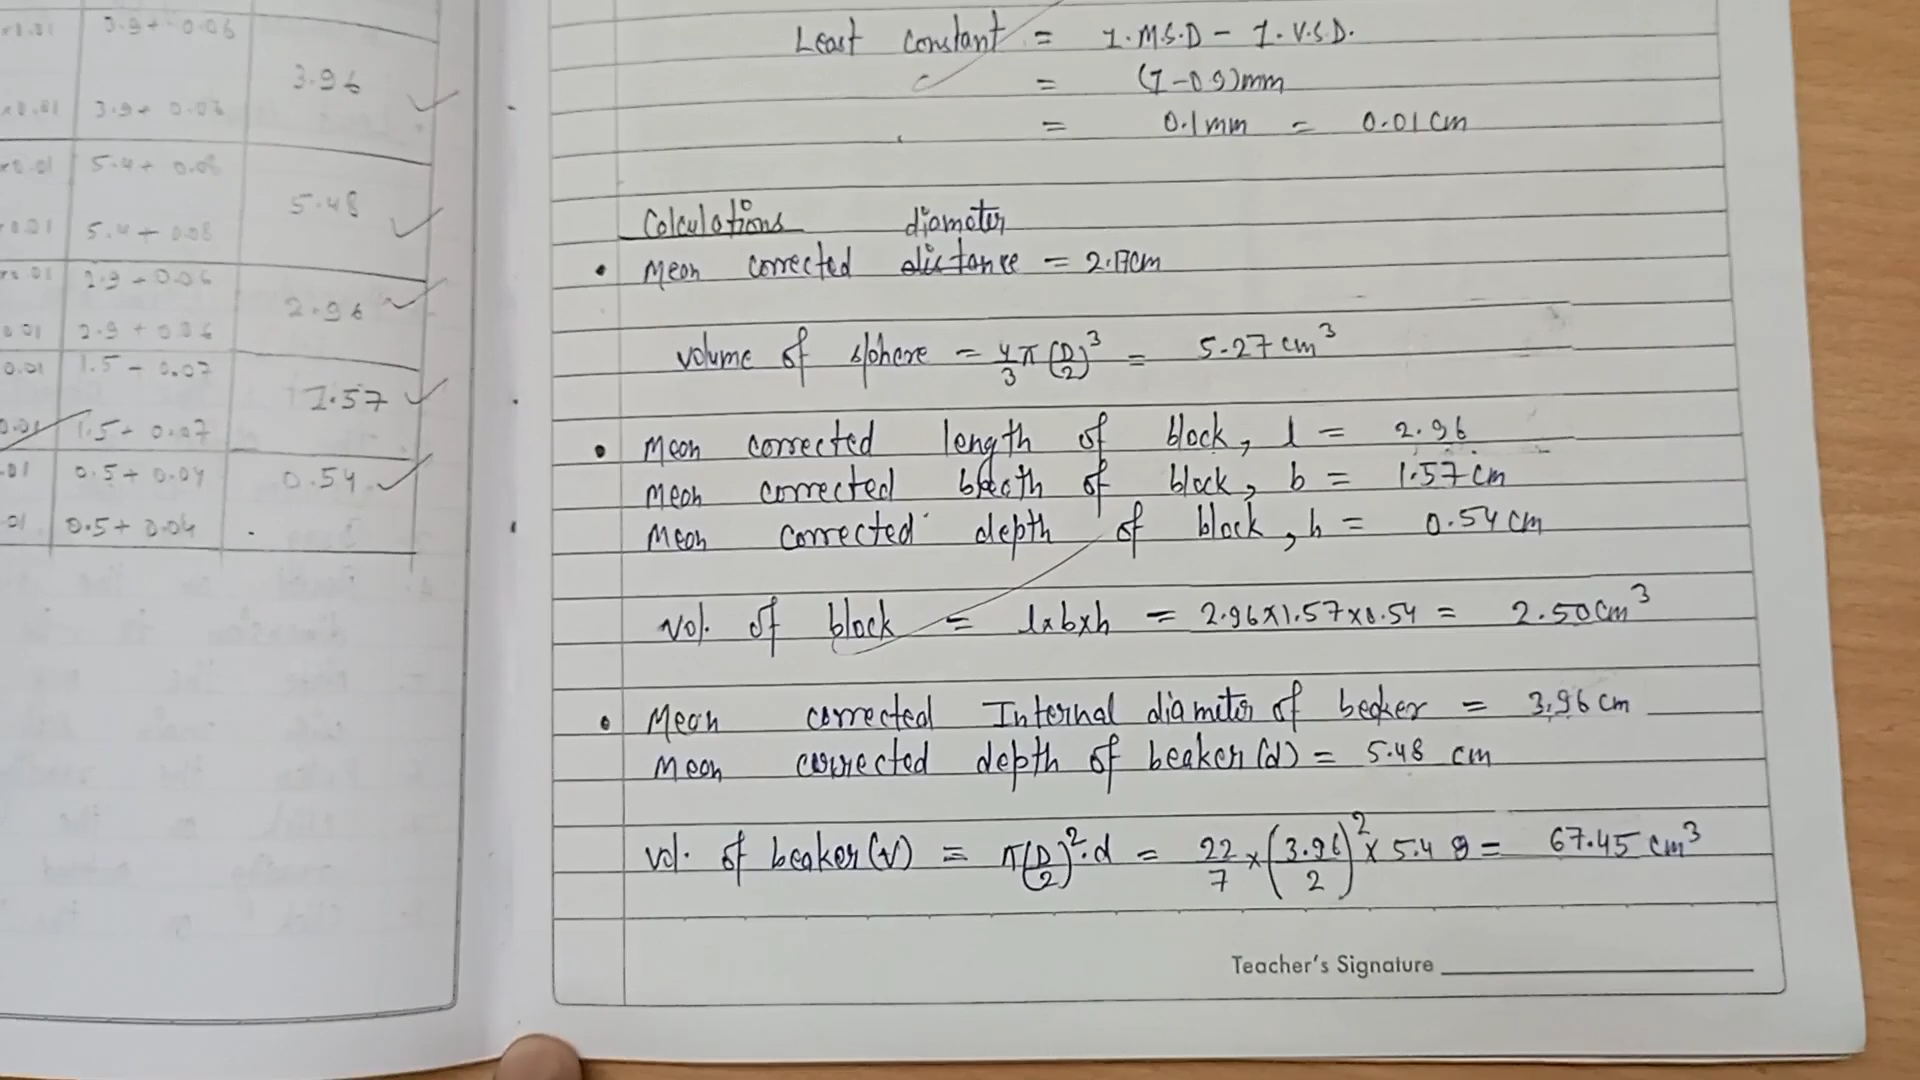 3.9+ 0.06
3.96
3.9+ 0.06
5.4+ 0.08
5.48
5.4+ 0.08
2.9+0.06
2.96
2.9+0.06
1.5 - 0.07
1.57
1.5+ 0.07
0.5+ 0.04
0.54
0.5+ 0.04
Least constant = 1.M.S.D - 1.V.S.D.
= (1-0.9)mm
= 0.1mm = 0.01cm
Calculations diameter
• Mean corrected distance = 2.17cm
volume of sphere = 4/3 π (D/2)³ = 5.27 cm³
• Mean corrected length of block, l = 2.96
Mean corrected breath of block, b = 1.57 cm
Mean corrected depth of block, h = 0.54 cm
Vol. of block = l×b×h = 2.96×1.57×0.54 = 2.50cm³
• Mean corrected Internal diameter of beaker = 3.96 cm
Mean corrected depth of beaker (d) = 5.48 cm
Vol. of beaker (V) = π(D/2)².d = 22/7 × (3.96/2)² × 5.48 = 67.45 cm³
Teacher's Signature